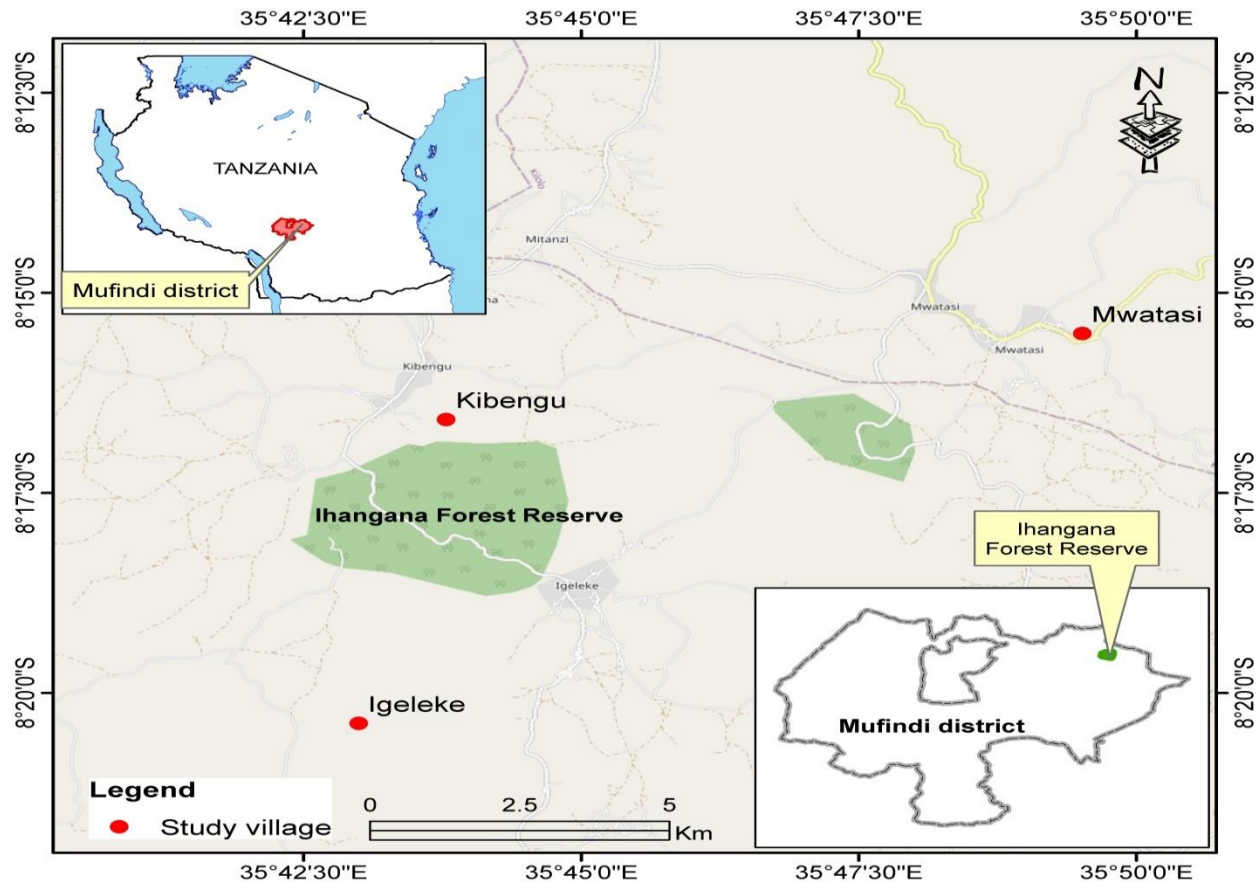 35°42'30"E
35°45'0"E
35°47'30"E
35°50'0"E
8°12'30"S
8°12'30"S
N
TANZANIA
Kilolo
Mitanzi
Mufindi district
8°15'0"S
8°15'0"S
na
Mwatasi
Mwatasi
Mwatasi
Kibengu
Kibengu
8°17'30"S
8°17'30"S
Ihangana Forest Reserve
Ihangana
Forest Reserve
Igeleke
8°20'0"S
8°20'0"S
Igeleke
Mufindi district
Legend
Study village
0
2.5
5
Km
35°42'30"E
35°45'0"E
35°47'30"E
35°50'0"E